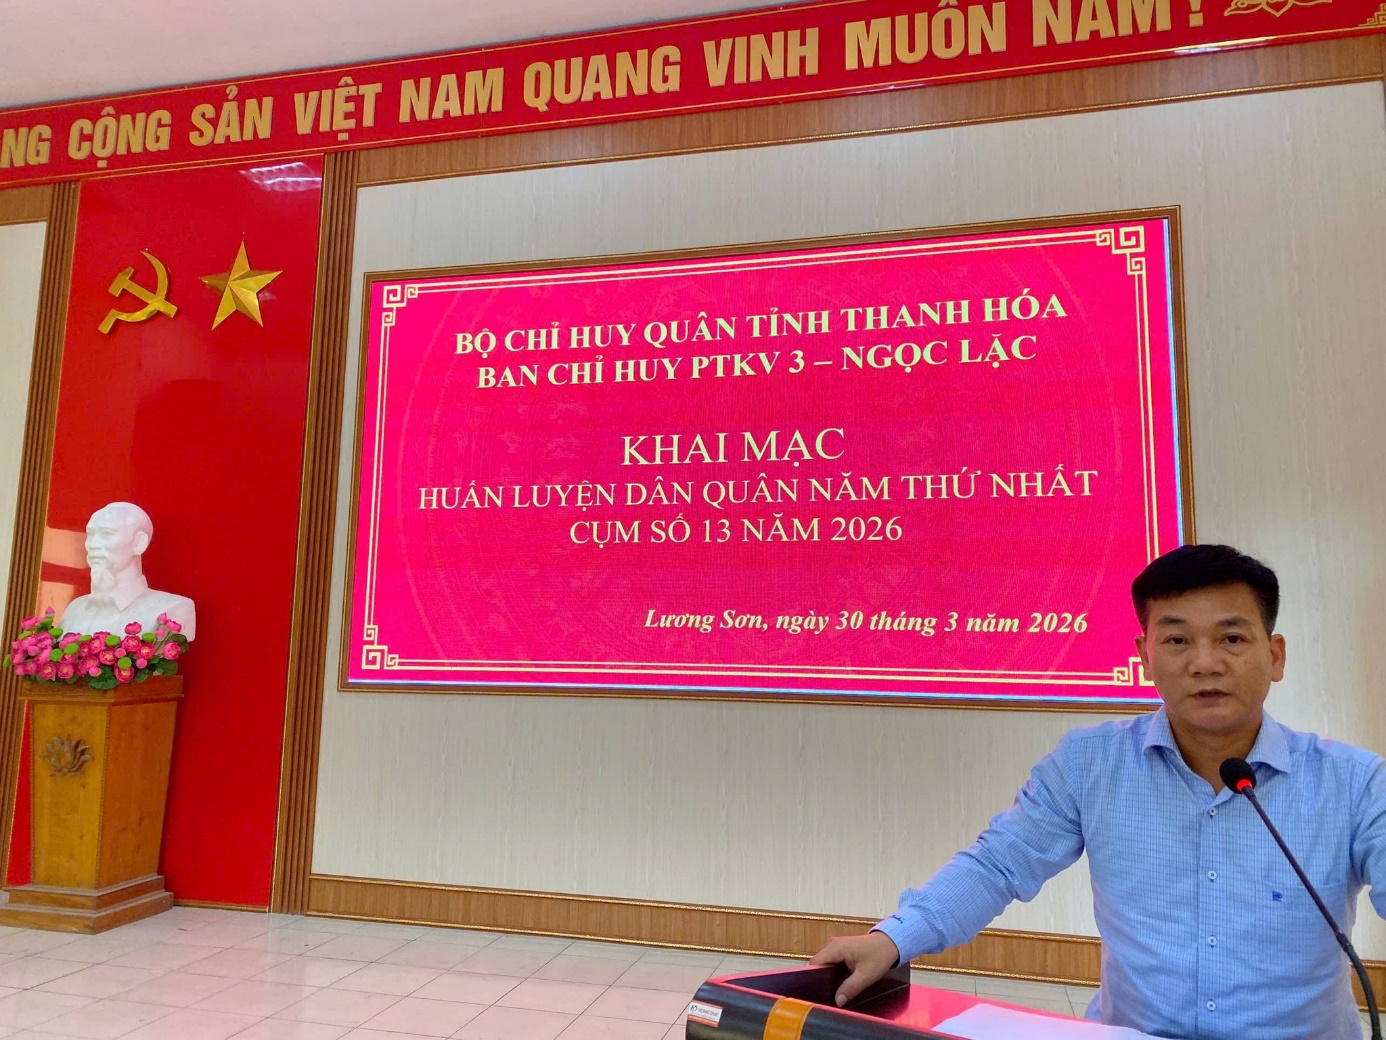 NG CỘNG SẢN VIỆT NAM QUANG VINH MUÔN NĂM !
BỘ CHỈ HUY QUÂN TỈNH THANH HÓA
BAN CHỈ HUY PTKV 3 – NGỌC LẶC
KHAI MẠC
HUẤN LUYỆN DÂN QUÂN NĂM THỨ NHẤT
CỤM SỐ 13 NĂM 2026
Lương Sơn, ngày 30 tháng 3 năm 2026